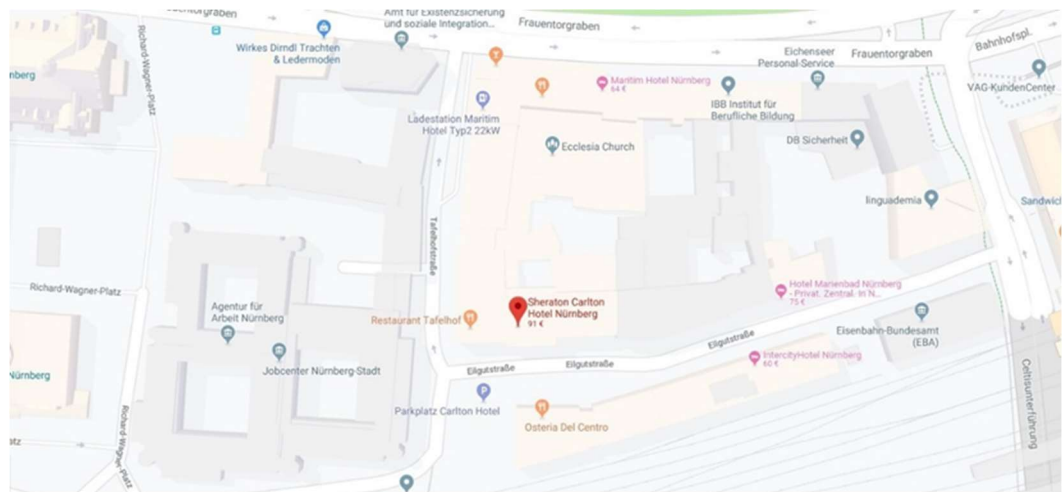 Frauentorgraben
Amt für Existenzsicherung
und soziale Integration...
Frauentorgraben
Wirkes Dirndl Trachten
& Ledermoden
Eichenseer
Personal-Service
Frauentorgraben
Bahnhofspl.
Richard-Wagner-Platz
nberg
Maritim Hotel Nürnberg
64 €
VAG-KundenCenter
IBB Institut für
Berufliche Bildung
Ladestation Maritim
Hotel Typ2 22kW
DB Sicherheit
Ecclesia Church
linguademia
Sandwic
Tafelhofstraße
Richard-Wagner-Platz
Hotel Marienbad Nürnberg
- Privat. Zentral. In N...
75 €
Sheraton Carlton
Hotel Nürnberg
91 €
Agentur für
Arbeit Nürnberg
Restaurant Tafelhof
Eisenbahn-Bundesamt
(EBA)
Eilgutstraße
IntercityHotel Nürnberg
60 €
Eilgutstraße
Eilgutstraße
Jobcenter Nürnberg-Stadt
Nürnberg
P
Parkplatz Carlton Hotel
Osteria Del Centro
Celtisunterführung
Richard-Wagner-Platz
atz